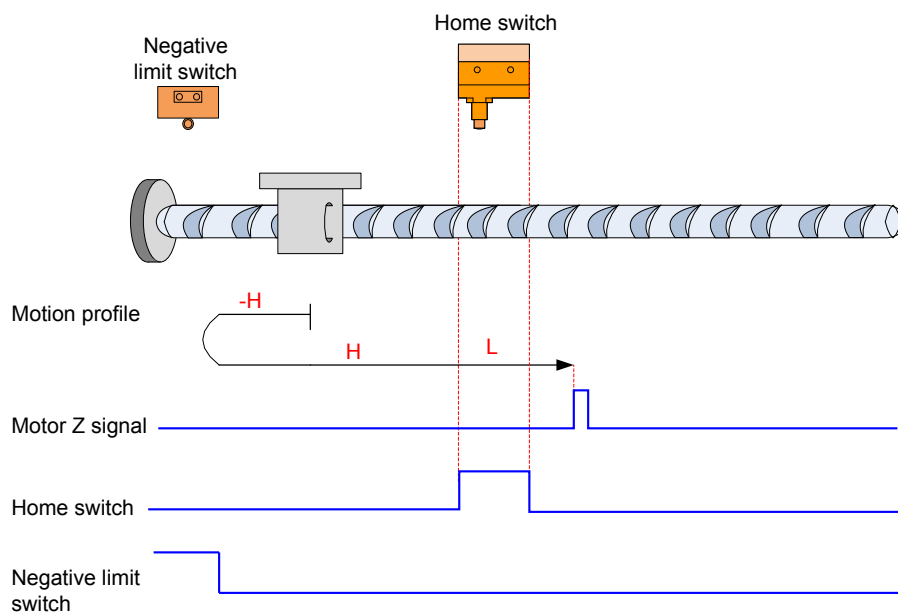 Home switch
Negative
limit switch
-H
Motion profile
H
L
Motor Z signal
Home switch
Negative limit
switch